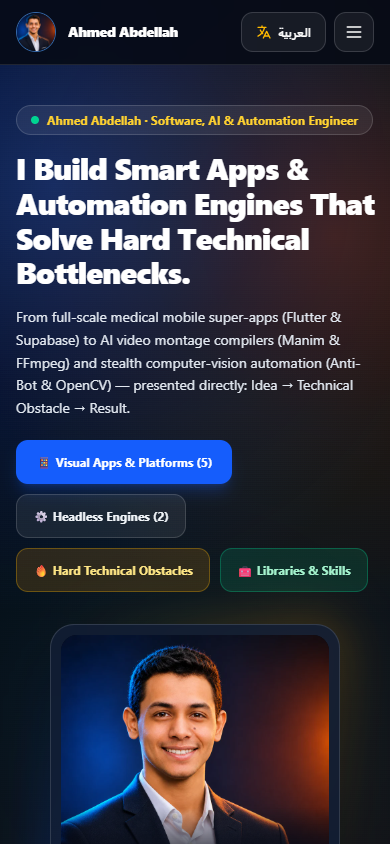 Ahmed Abdellah
العربية
Ahmed Abdellah · Software, AI & Automation Engineer
I Build Smart Apps &
Automation Engines That
Solve Hard Technical
Bottlenecks.
From full-scale medical mobile super-apps (Flutter &
Supabase) to AI video montage compilers (Manim &
FFmpeg) and stealth computer-vision automation (Anti-
Bot & OpenCV) — presented directly: Idea → Technical
Obstacle → Result.
Visual Apps & Platforms (5)
Headless Engines (2)
Hard Technical Obstacles
Libraries & Skills